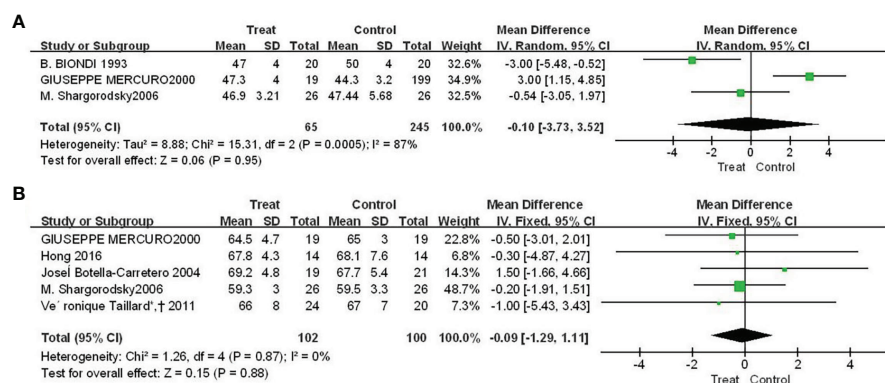 A
Treat Control Mean Difference Mean Difference
Study or Subgroup Mean SD Total Mean SD Total Weight IV. Random. 95% CI IV. Random. 95% CI
B. BIONDI 1993 47 4 20 50 4 20 32.6% -3.00 [-5.48, -0.52]
GIUSEPPE MERCURO2000 47.3 4 19 44.3 3.2 199 34.9% 3.00 [1.15, 4.85]
M. Shargorodsky2006 46.9 3.21 26 47.44 5.68 26 32.5% -0.54 [-3.05, 1.97]
Total (95% CI) 65 245 100.0% -0.10 [-3.73, 3.52]
Heterogeneity: Tau² = 8.88; Chi² = 15.31, df = 2 (P = 0.0005); I² = 87%
Test for overall effect: Z = 0.06 (P = 0.95)
-4 -2 0 2 4
Treat Control
B
Treat Control Mean Difference Mean Difference
Study or Subgroup Mean SD Total Mean SD Total Weight IV. Fixed. 95% CI IV. Fixed. 95% CI
GIUSEPPE MERCURO2000 64.5 4.7 19 65 3 19 22.8% -0.50 [-3.01, 2.01]
Hong 2016 67.8 4.3 14 68.1 7.6 14 6.8% -0.30 [-4.87, 4.27]
Joseí Botella-Carretero 2004 69.2 4.8 19 67.7 5.4 21 14.3% 1.50 [-1.66, 4.66]
M. Shargorodsky2006 59.3 3 26 59.5 3.3 26 48.7% -0.20 [-1.91, 1.51]
Ve´ ronique Taillard*,† 2011 66 8 24 67 7 20 7.3% -1.00 [-5.43, 3.43]
Total (95% CI) 102 100 100.0% -0.09 [-1.29, 1.11]
Heterogeneity: Chi² = 1.26, df = 4 (P = 0.87); I² = 0%
Test for overall effect: Z = 0.15 (P = 0.88)
-4 -2 0 2 4
Treat Control